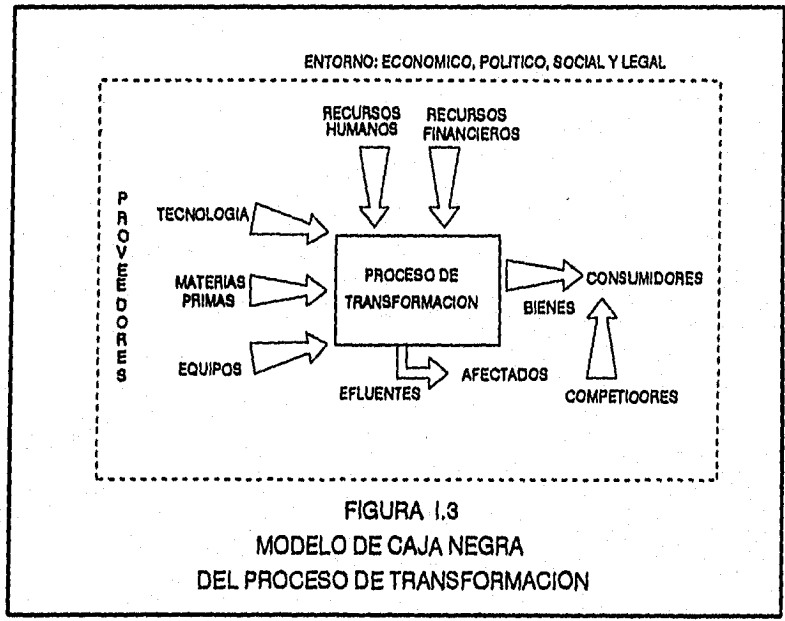 ENTORNO: ECONOMICO, POLITICO, SOCIAL Y LEGAL
RECURSOS
HUMANOS
RECURSOS
FINANCIEROS
PROVEEDORES
TECNOLOGIA
MATERIAS
PRIMAS
EQUIPOS
PROCESO DE
TRANSFORMACION
BIENES
CONSUMIDORES
EFLUENTES
AFECTADOS
COMPETIDORES
FIGURA I.3
MODELO DE CAJA NEGRA
DEL PROCESO DE TRANSFORMACION